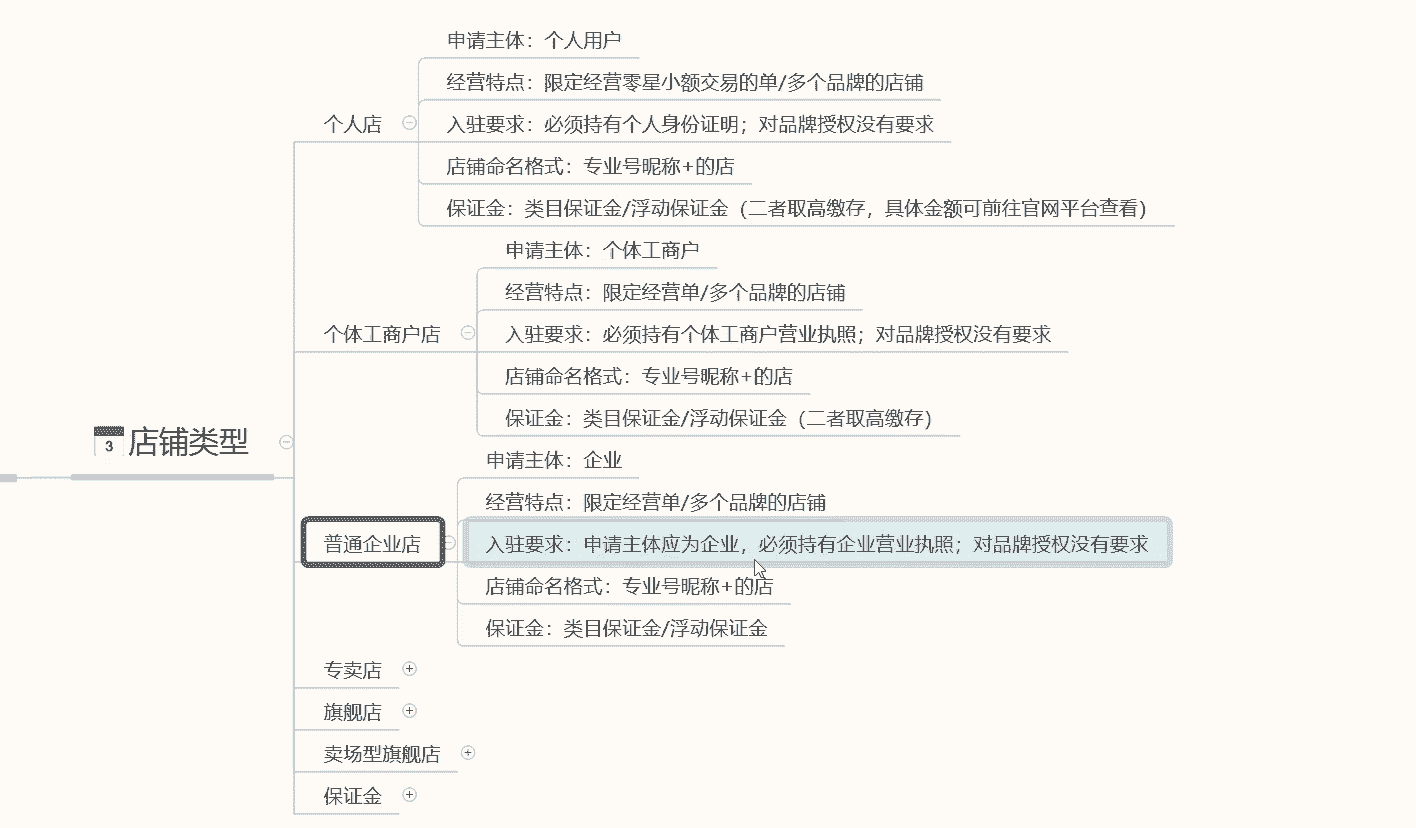 申请主体：个人用户
经营特点：限定经营零星小额交易的单/多个品牌的店铺
个人店
入驻要求：必须持有个人身份证明；对品牌授权没有要求
店铺命名格式：专业号昵称+的店
保证金：类目保证金/浮动保证金（二者取高缴存，具体金额可前往官网平台查看）
申请主体：个体工商户
经营特点：限定经营单/多个品牌的店铺
个体工商户店
入驻要求：必须持有个体工商户营业执照；对品牌授权没有要求
店铺命名格式：专业号昵称+的店
保证金：类目保证金/浮动保证金（二者取高缴存）
3 店铺类型
申请主体：企业
经营特点：限定经营单/多个品牌的店铺
普通企业店
入驻要求：申请主体应为企业，必须持有企业营业执照；对品牌授权没有要求
店铺命名格式：专业号昵称+的店
保证金：类目保证金/浮动保证金
专卖店
旗舰店
卖场型旗舰店
保证金